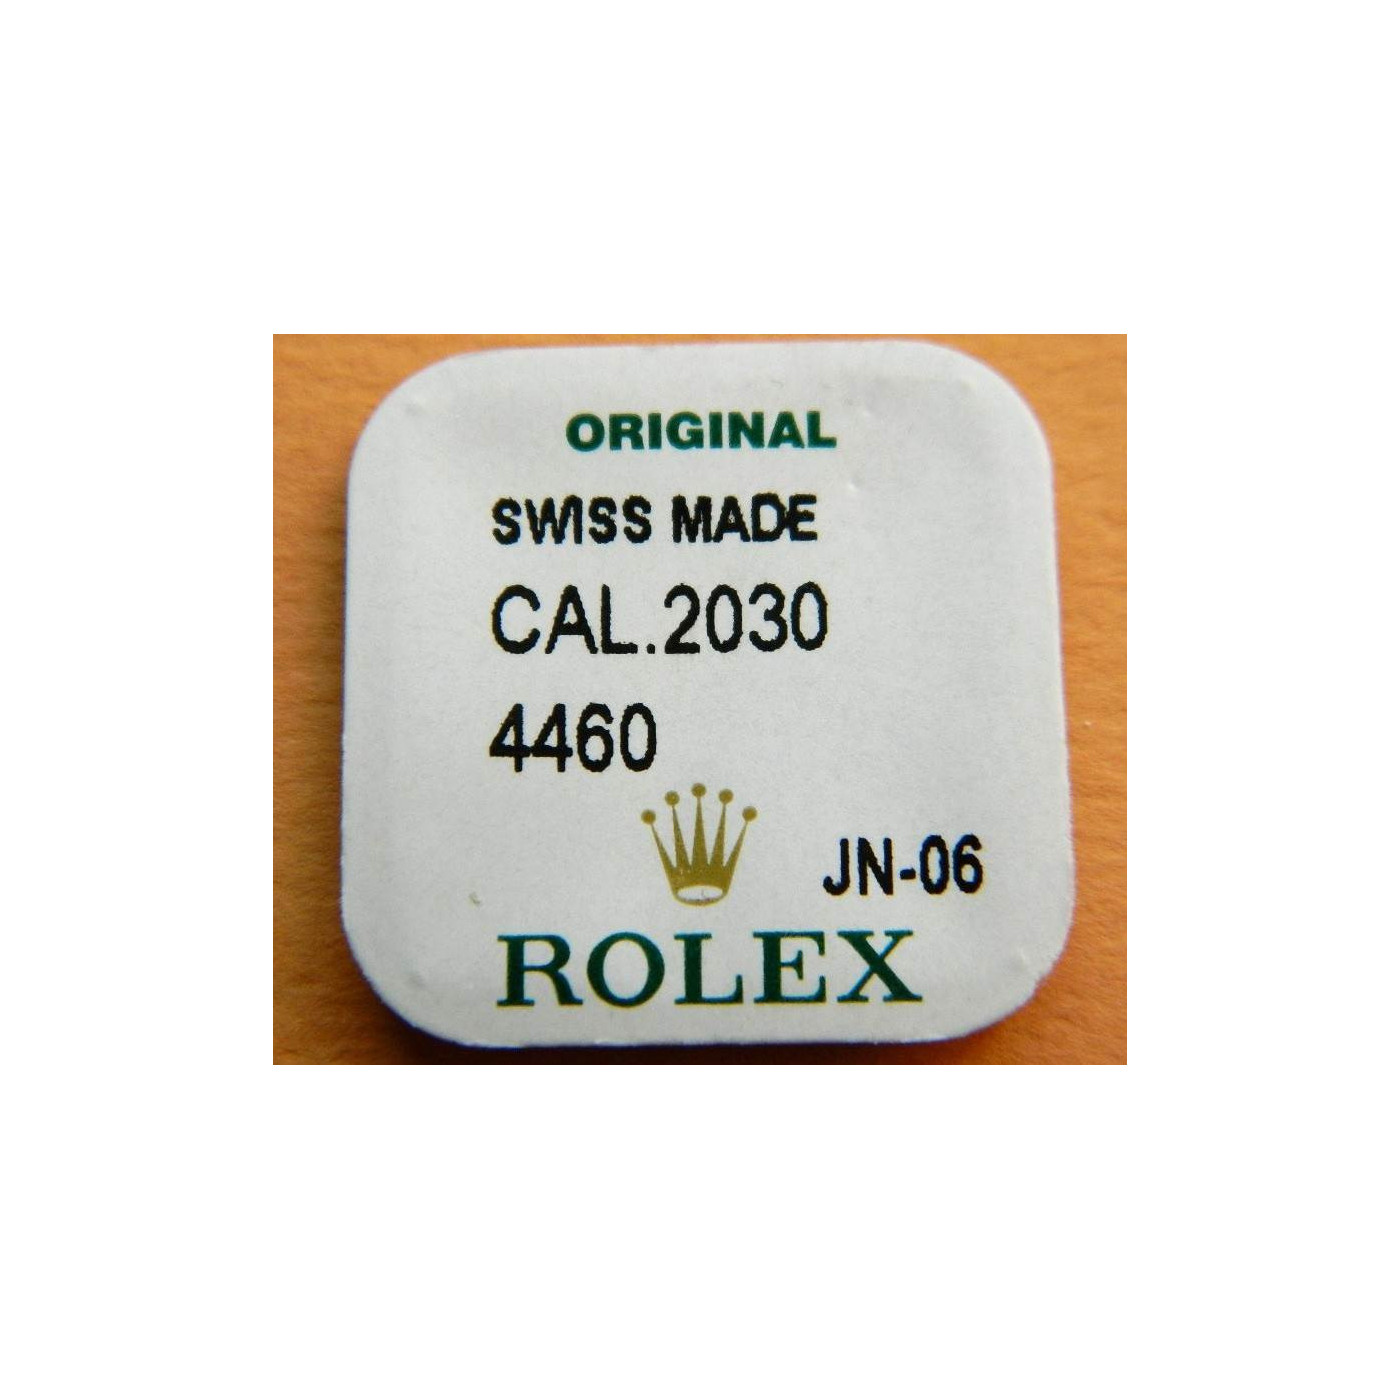 ORIGINAL
SWISS MADE
CAL.2030
4460
JN-06
ROLEX